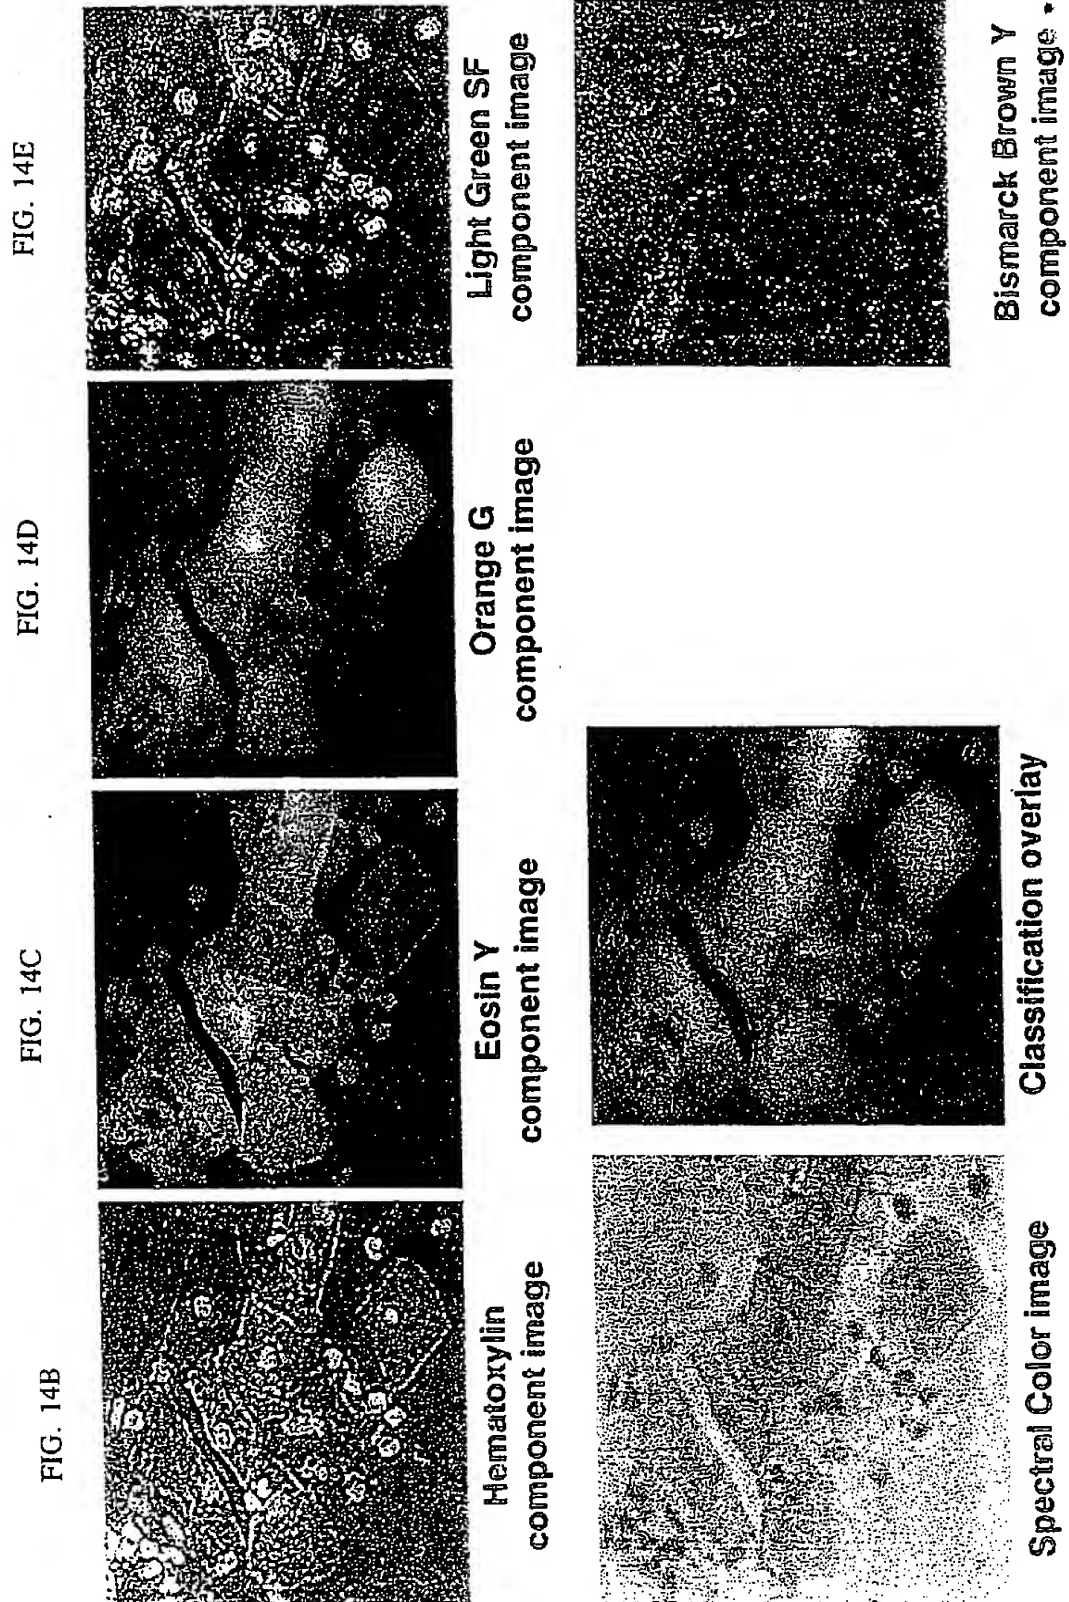 FIG. 14B
Hematoxylin
component image
FIG. 14C
Eosin Y
component image
FIG. 14D
Orange G
component image
FIG. 14E
Light Green SF
component image
Spectral Color image
Classification overlay
Bismarck Brown Y
component image